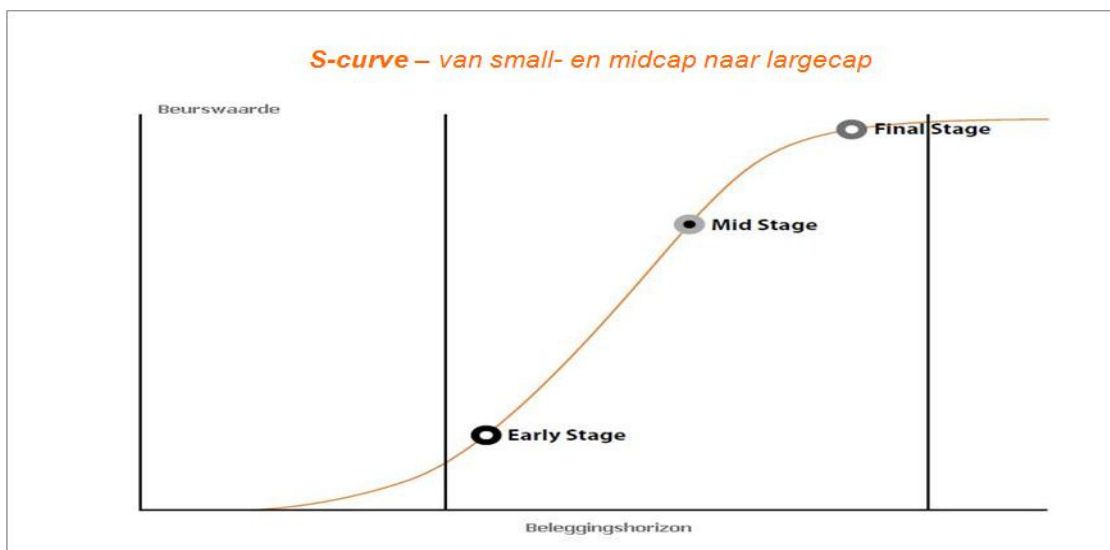 S-curve – van small- en midcap naar largecap
Beurswaarde
Final Stage
Mid Stage
Early Stage
Beleggingshorizon